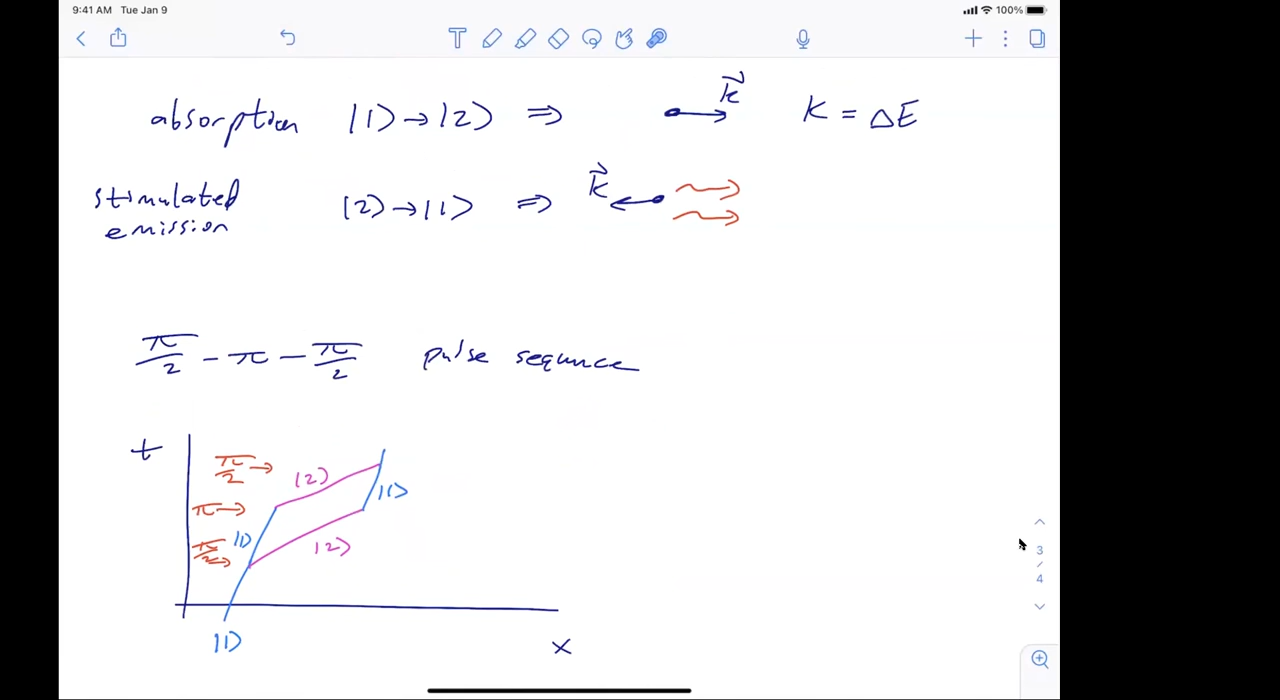 9:41 AM Tue Jan 9
100%
absorption |1⟩→|2⟩ ⇒ k⃗ K = ΔE
stimulated emission |2⟩→|1⟩ ⇒ k⃗
π/2 - π - π/2 pulse sequnce
t
π/2 → |2⟩
π → |1⟩
π/2 → |1⟩ |2⟩
|1⟩ x
3
/
4